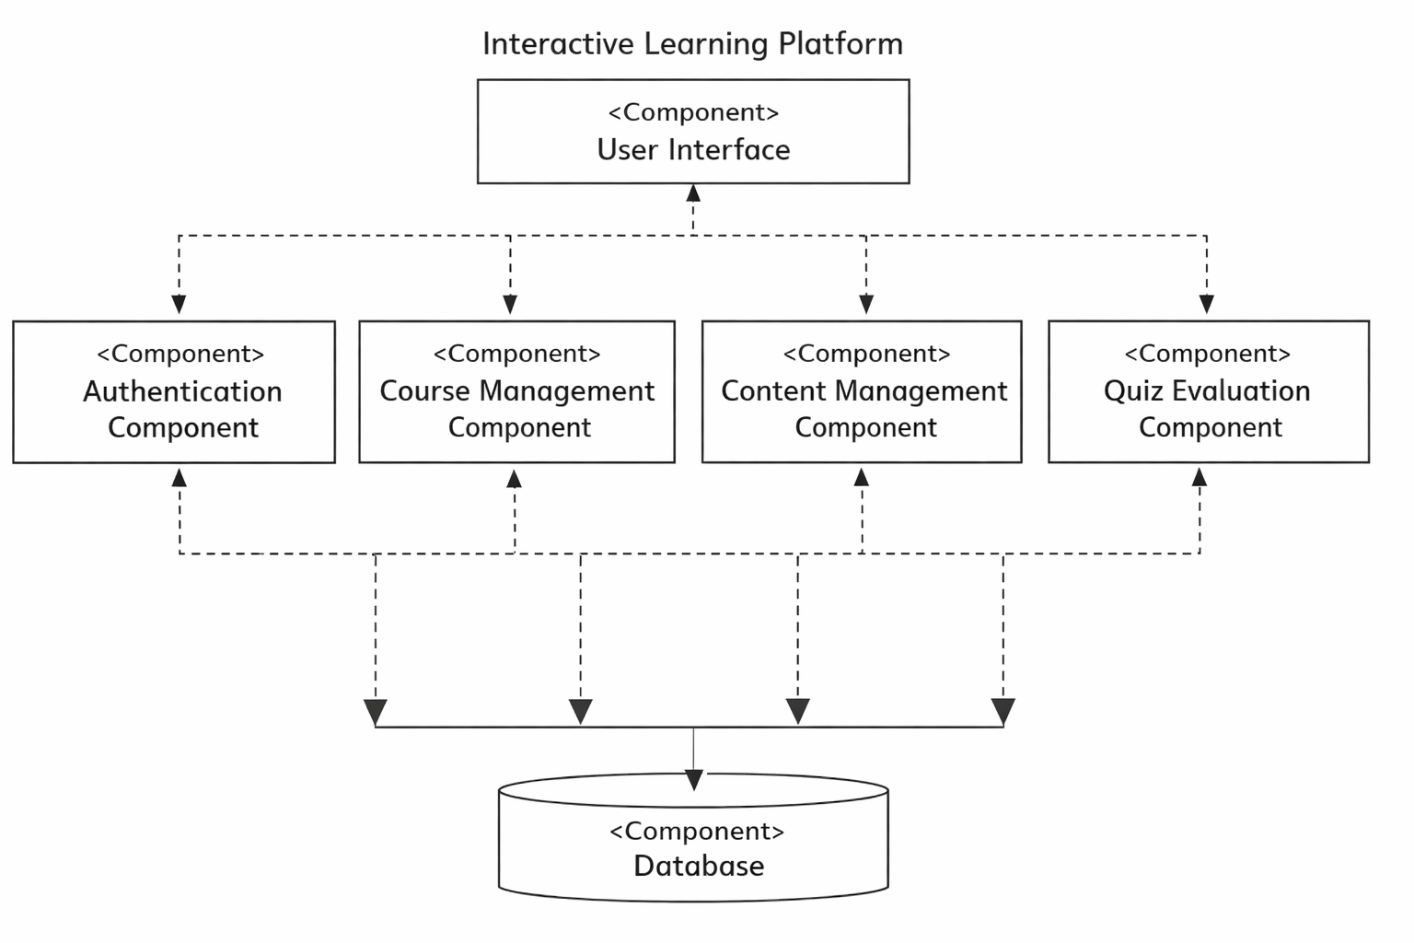 Interactive Learning Platform
<Component>
User Interface
<Component>
Authentication
Component
<Component>
Course Management
Component
<Component>
Content Management
Component
<Component>
Quiz Evaluation
Component
<Component>
Database